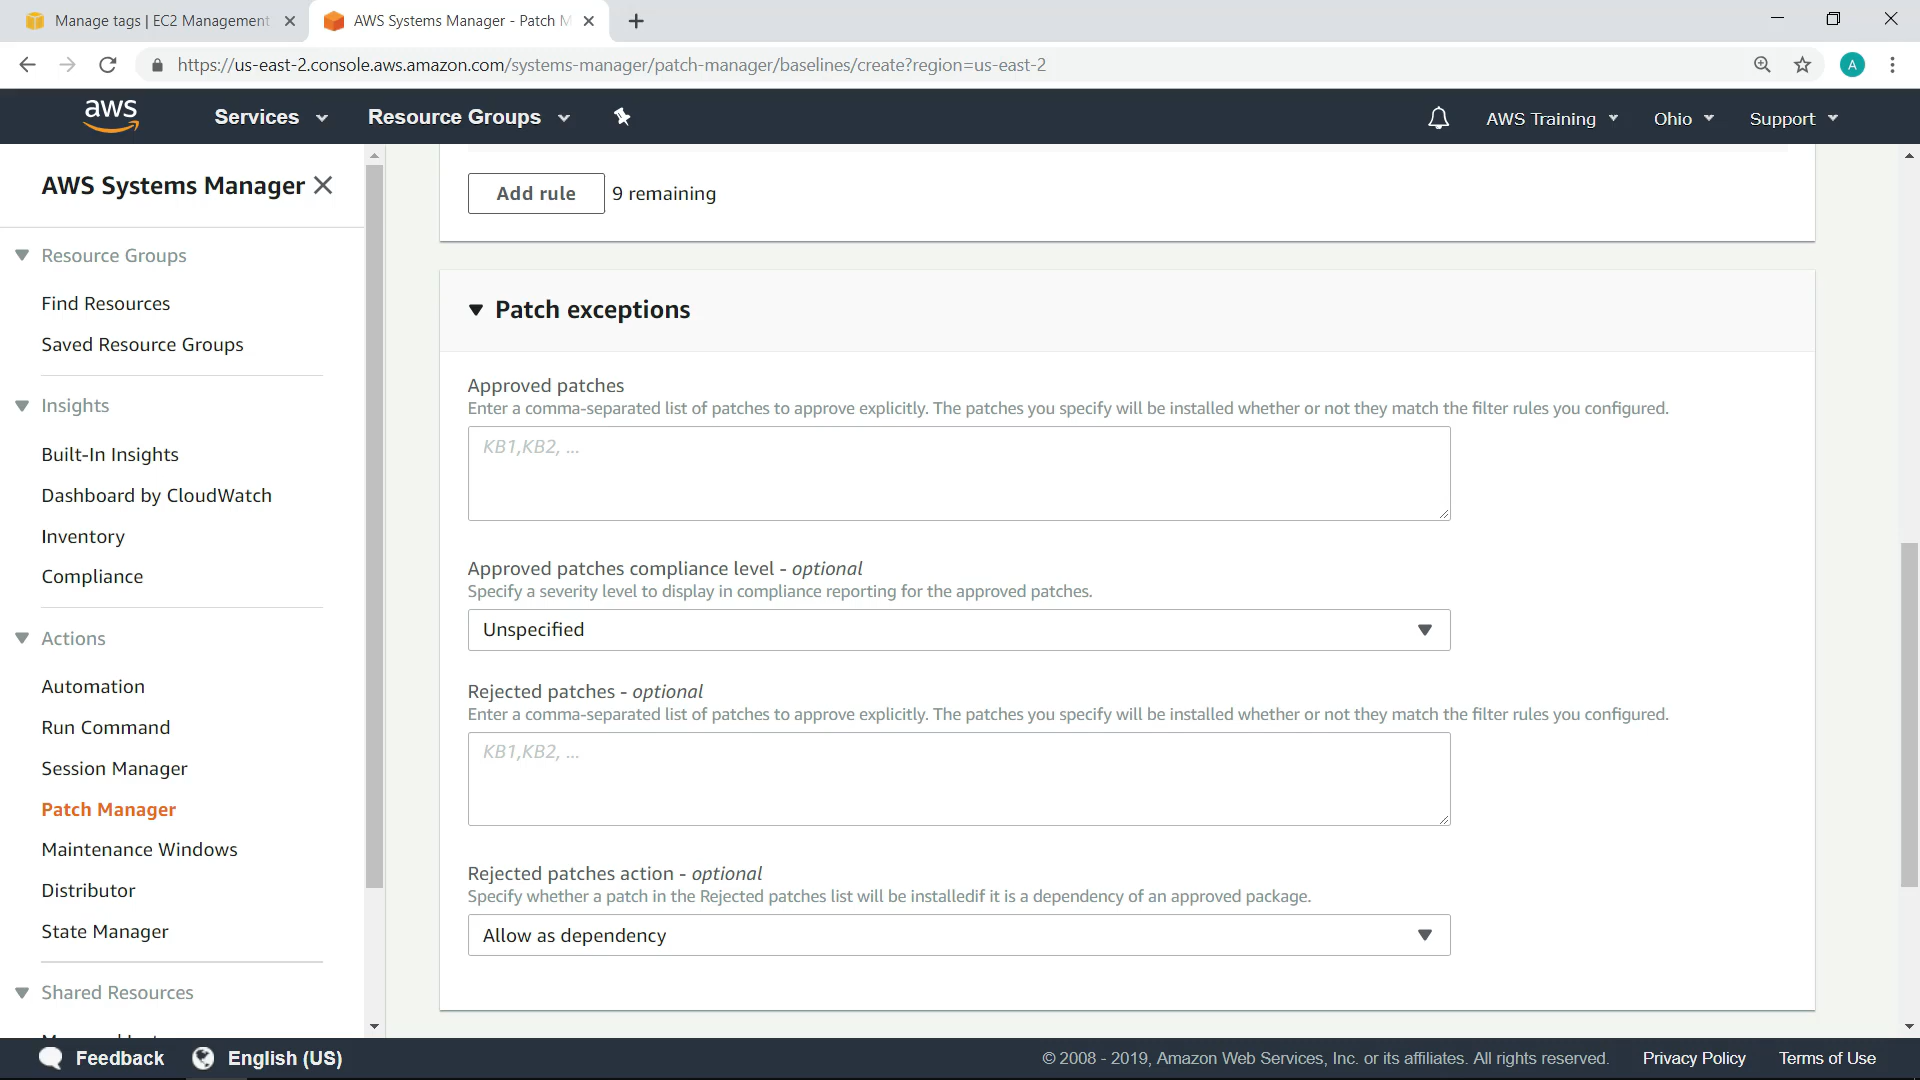 Manage tags | EC2 Management
AWS Systems Manager - Patch M
https://us-east-2.console.aws.amazon.com/systems-manager/patch-manager/baselines/create?region=us-east-2
A
aws
Services
Resource Groups
AWS Training
Ohio
Support
AWS Systems Manager
Resource Groups
Find Resources
Saved Resource Groups
Insights
Built-In Insights
Dashboard by CloudWatch
Inventory
Compliance
Actions
Automation
Run Command
Session Manager
Patch Manager
Maintenance Windows
Distributor
State Manager
Shared Resources
Add rule 9 remaining
Patch exceptions
Approved patches
Enter a comma-separated list of patches to approve explicitly. The patches you specify will be installed whether or not they match the filter rules you configured.
KB1,KB2, ...
Approved patches compliance level - optional
Specify a severity level to display in compliance reporting for the approved patches.
Unspecified
Rejected patches - optional
Enter a comma-separated list of patches to approve explicitly. The patches you specify will be installed whether or not they match the filter rules you configured.
KB1,KB2, ...
Rejected patches action - optional
Specify whether a patch in the Rejected patches list will be installedif it is a dependency of an approved package.
Allow as dependency
Feedback
English (US)
© 2008 - 2019, Amazon Web Services, Inc. or its affiliates. All rights reserved.
Privacy Policy
Terms of Use